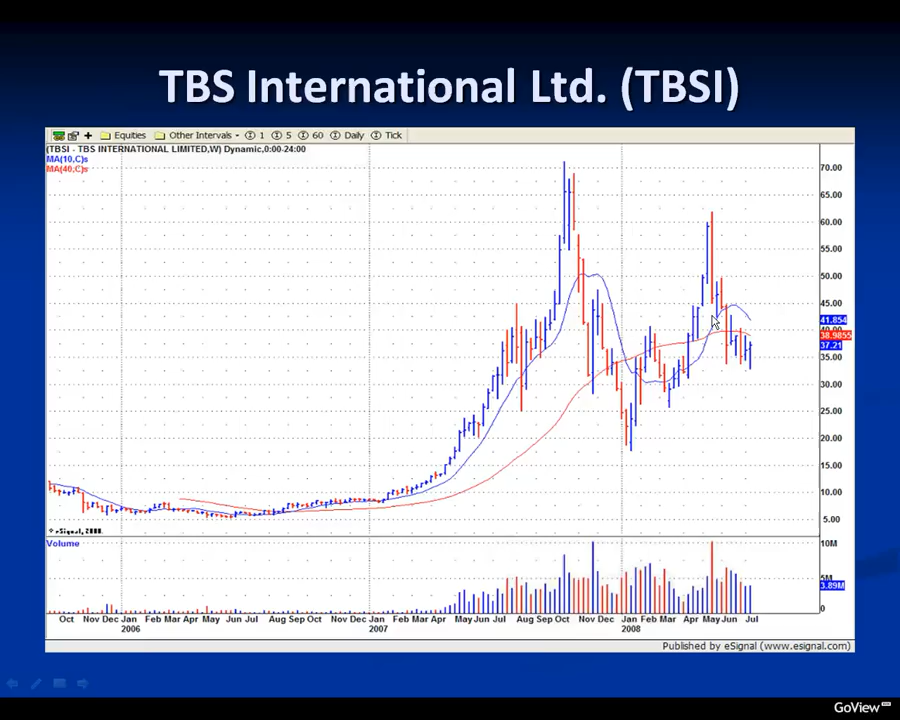 TBS International Ltd. (TBSI)
Equities Other Intervals 1 5 60 Daily Tick
(TBSI - TBS INTERNATIONAL LIMITED,W) Dynamic,0:00-24:00
MA(10,C)s
MA(40,C)s
70.00
65.00
60.00
55.00
50.00
45.00
41.854
40.00
38.9855
37.21
35.00
30.00
25.00
20.00
15.00
10.00
5.00
© eSignal, 2008
Volume
10M
5M
3.89M
0
Oct Nov Dec Jan Feb Mar Apr May Jun Jul Aug Sep Oct Nov Dec Jan Feb Mar Apr May Jun Jul Aug Sep Oct Nov Dec Jan Feb Mar Apr May Jun Jul
2006 2007 2008
Published by eSignal (www.esignal.com)
GoView